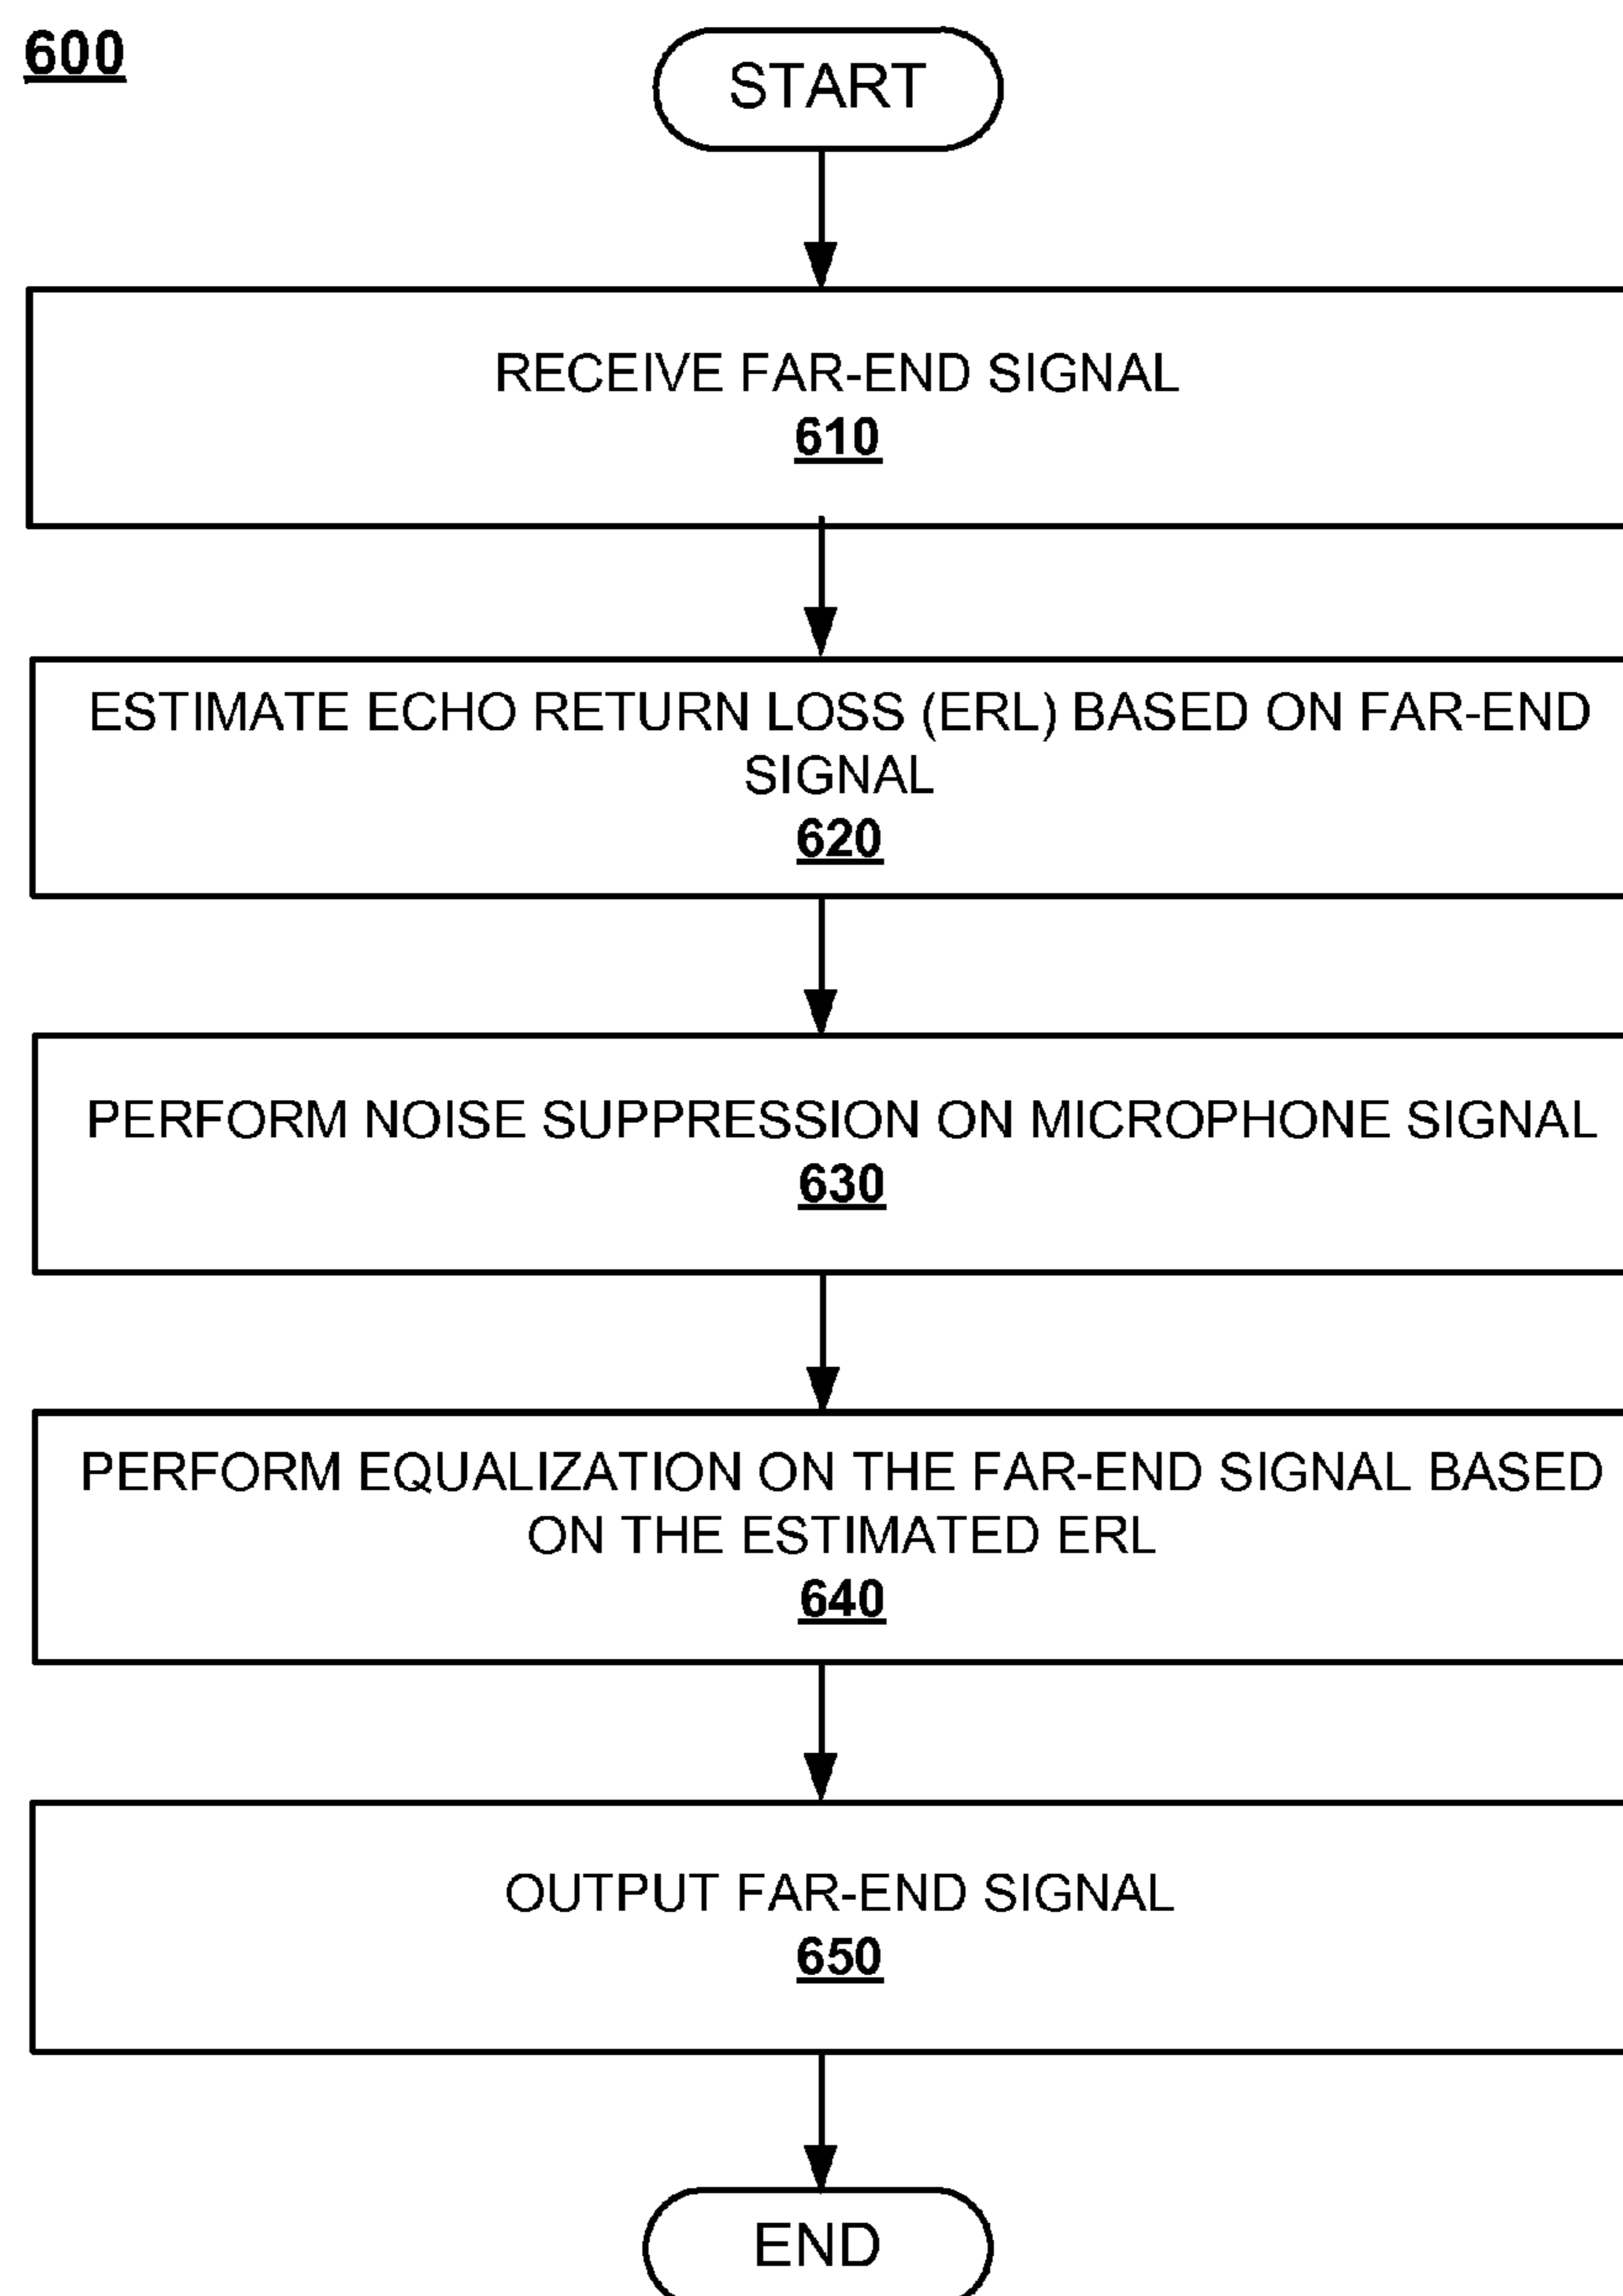 600
START
RECEIVE FAR-END SIGNAL
610
ESTIMATE ECHO RETURN LOSS (ERL) BASED ON FAR-END
SIGNAL
620
PERFORM NOISE SUPPRESSION ON MICROPHONE SIGNAL
630
PERFORM EQUALIZATION ON THE FAR-END SIGNAL BASED
ON THE ESTIMATED ERL
640
OUTPUT FAR-END SIGNAL
650
END